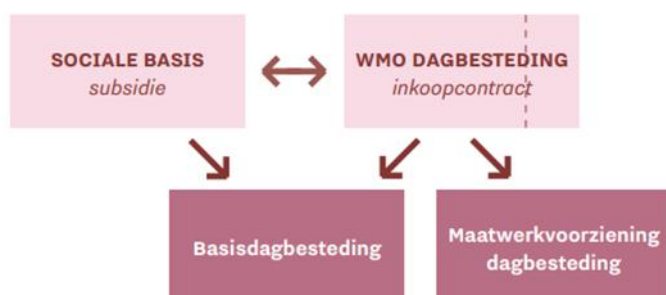 SOCIALE BASIS
subsidie
WMO DAGBESTEDING
inkoopcontract
Basisdagbesteding
Maatwerkvoorziening
dagbesteding